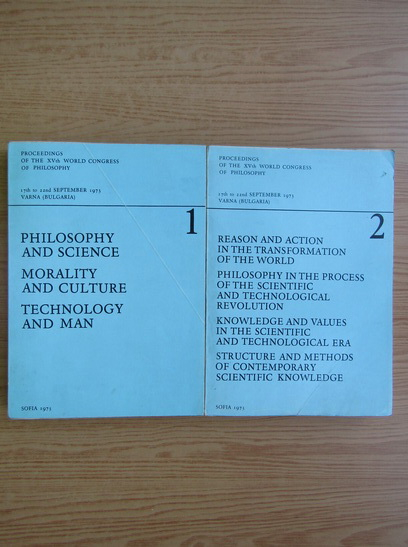 PROCEEDINGS
OF THE XVth WORLD CONGRESS
OF PHILOSOPHY
17th to 22nd SEPTEMBER 1973
VARNA (BULGARIA)
1
PHILOSOPHY
AND SCIENCE
MORALITY
AND CULTURE
TECHNOLOGY
AND MAN
SOFIA 1973
PROCEEDINGS
OF THE XVth WORLD CONGRESS
OF PHILOSOPHY
17th to 22nd SEPTEMBER 1973
VARNA (BULGARIA)
2
REASON AND ACTION
IN THE TRANSFORMATION
OF THE WORLD
PHILOSOPHY IN THE PROCESS
OF THE SCIENTIFIC
AND TECHNOLOGICAL
REVOLUTION
KNOWLEDGE AND VALUES
IN THE SCIENTIFIC
AND TECHNOLOGICAL ERA
STRUCTURE AND METHODS
OF CONTEMPORARY
SCIENTIFIC KNOWLEDGE
SOFIA 1973